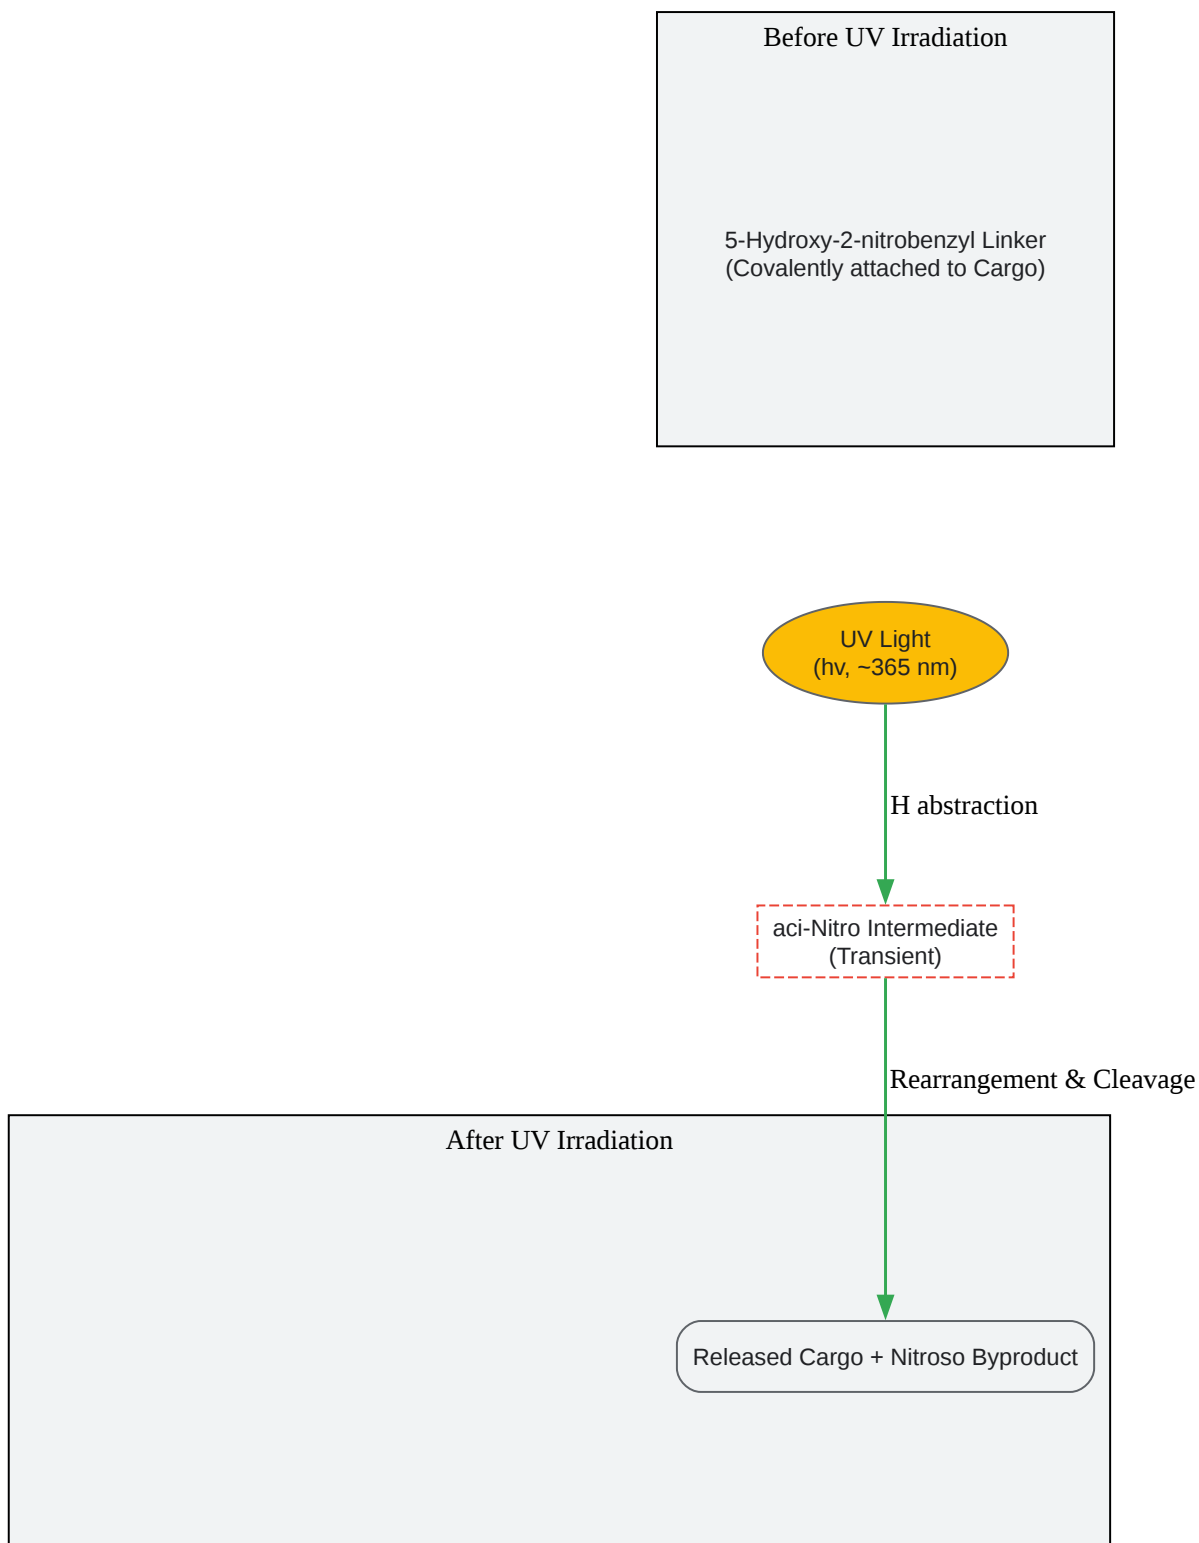 Before UV Irradiation
5-Hydroxy-2-nitrobenzyl Linker
(Covalently attached to Cargo)
UV Light
(hv, ~365 nm)
H abstraction
aci-Nitro Intermediate
(Transient)
Rearrangement & Cleavage
After UV Irradiation
Released Cargo + Nitroso Byproduct